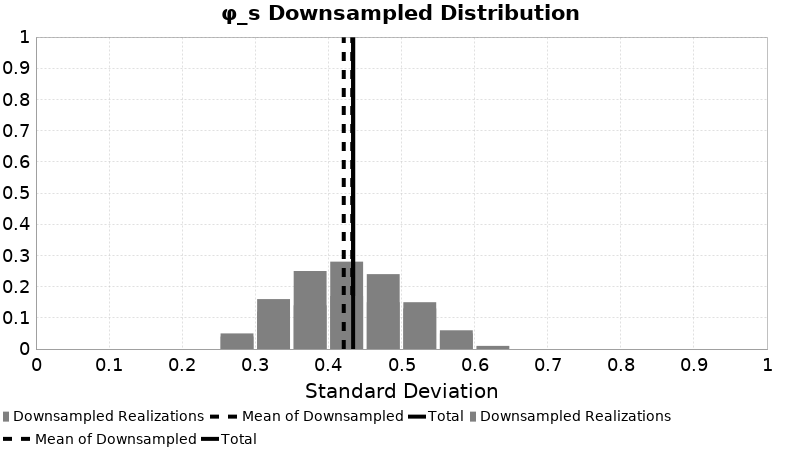 φ_s Downsampled Distribution
1
0.9
0.8
0.7
0.6
0.5
0.4
0.3
0.2
0.1
0
0 0.1 0.2 0.3 0.4 0.5 0.6 0.7 0.8 0.9 1
Standard Deviation
Downsampled Realizations Mean of Downsampled Total Downsampled Realizations
Mean of Downsampled Total